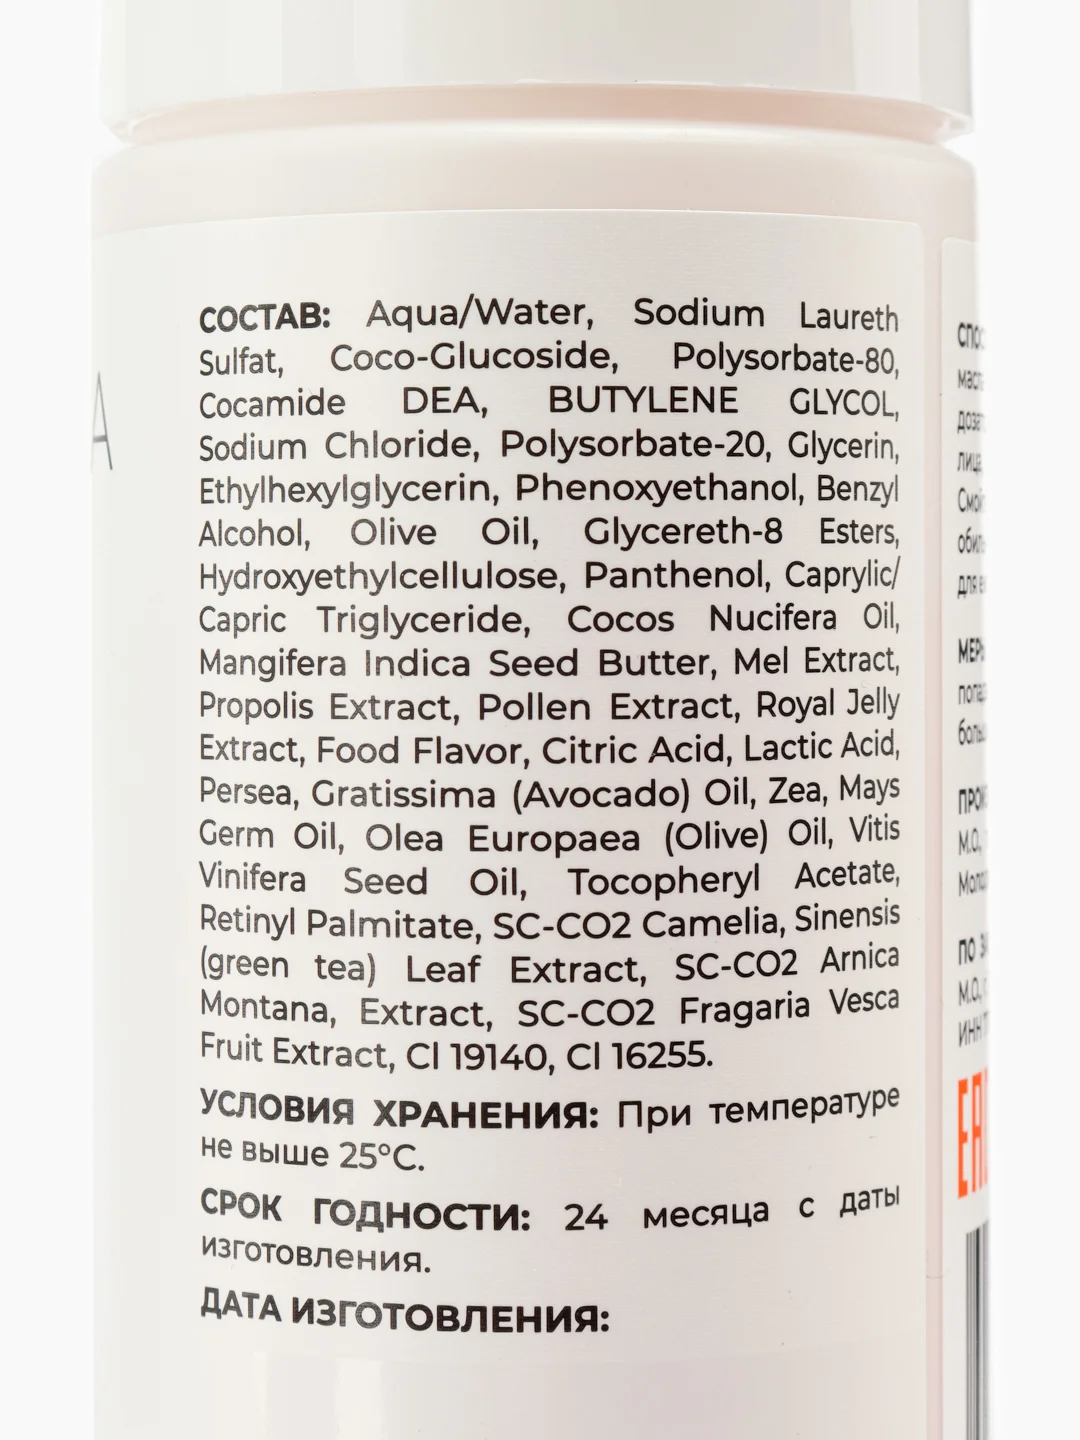 СОСТАВ: Aqua/Water, Sodium Laureth
Sulfat, Coco-Glucoside, Polysorbate-80,
Cocamide DEA, BUTYLENE GLYCOL,
Sodium Chloride, Polysorbate-20, Glycerin,
Ethylhexylglycerin, Phenoxyethanol, Benzyl
Alcohol, Olive Oil, Glycereth-8 Esters,
Hydroxyethylcellulose, Panthenol, Caprylic/
Capric Triglyceride, Cocos Nucifera Oil,
Mangifera Indica Seed Butter, Mel Extract,
Propolis Extract, Pollen Extract, Royal Jelly
Extract, Food Flavor, Citric Acid, Lactic Acid,
Persea, Gratissima (Avocado) Oil, Zea, Mays
Germ Oil, Olea Europaea (Olive) Oil, Vitis
Vinifera Seed Oil, Tocopheryl Acetate,
Retinyl Palmitate, SC-CO2 Camelia, Sinensis
(green tea) Leaf Extract, SC-CO2 Arnica
Montana, Extract, SC-CO2 Fragaria Vesca
Fruit Extract, Cl 19140, Cl 16255.
УСЛОВИЯ ХРАНЕНИЯ: При температуре
не выше 25°С.
СРОК ГОДНОСТИ: 24 месяца с даты
изготовления.
ДАТА ИЗГОТОВЛЕНИЯ:
А
лица
М.О,
ПО
М.О,
ИНН